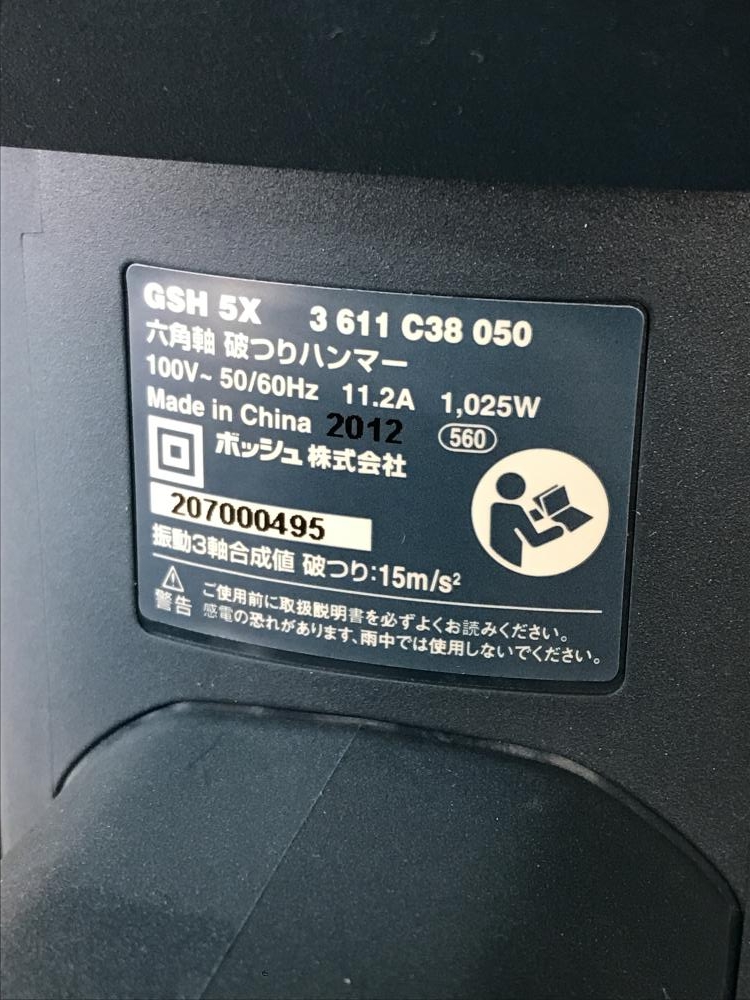 GSH 5X 3 611 C38 050
六角軸 破つりハンマー
100V~ 50/60Hz 11.2A 1,025W
Made in China 2012 560
ボッシュ株式会社
207000495
振動3軸合成値 破つり:15m/s²
警告 ご使用前に取扱説明書を必ずよくお読みください。
感電の恐れがあります、雨中では使用しないでください。